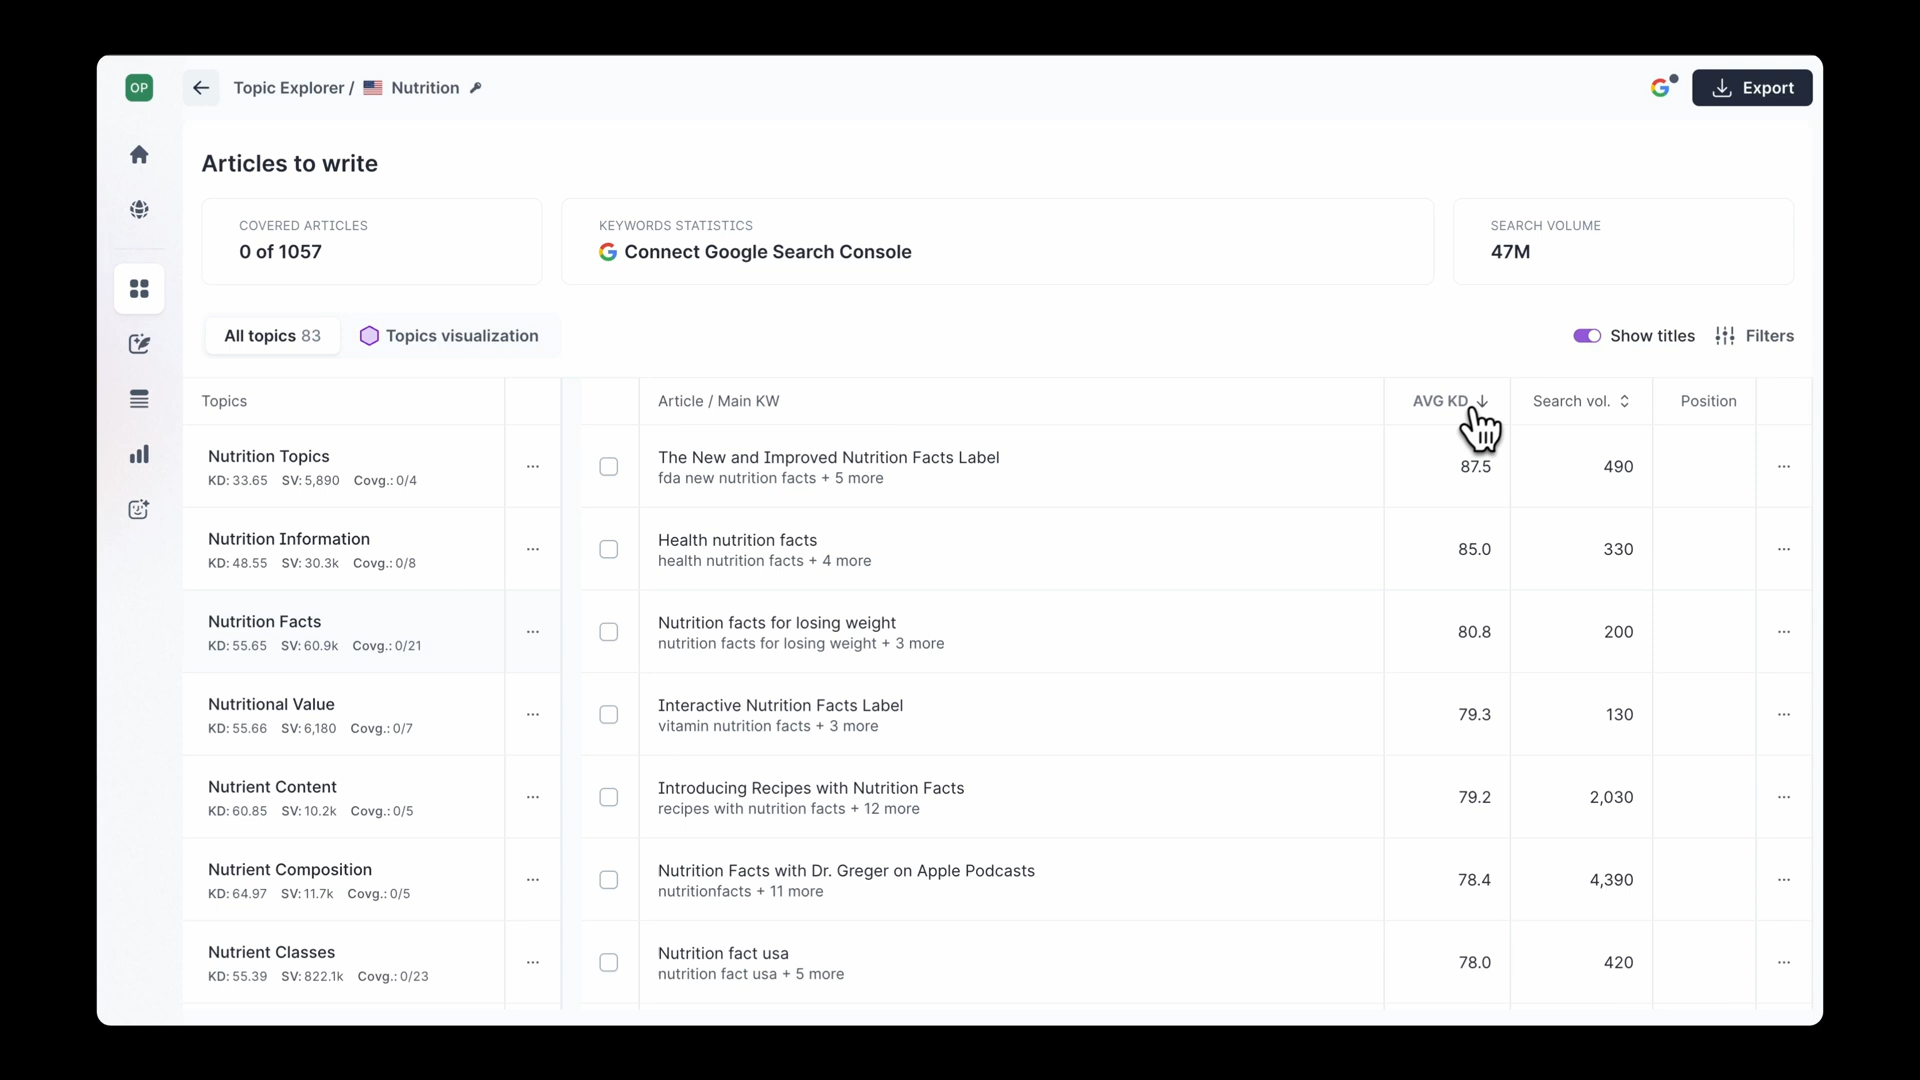 OP
Topic Explorer / Nutrition
Export
Articles to write
COVERED ARTICLES
0 of 1057
KEYWORDS STATISTICS
Connect Google Search Console
SEARCH VOLUME
47M
All topics 83
Topics visualization
Show titles
Filters
Topics
Article / Main KW
AVG KD
Search vol.
Position
Nutrition Topics
KD: 33.65 SV: 5,890 Covg.: 0/4
The New and Improved Nutrition Facts Label
fda new nutrition facts + 5 more
87.5
490
Nutrition Information
KD: 48.55 SV: 30.3k Covg.: 0/8
Health nutrition facts
health nutrition facts + 4 more
85.0
330
Nutrition Facts
KD: 55.65 SV: 60.9k Covg.: 0/21
Nutrition facts for losing weight
nutrition facts for losing weight + 3 more
80.8
200
Nutritional Value
KD: 55.66 SV: 6,180 Covg.: 0/7
Interactive Nutrition Facts Label
vitamin nutrition facts + 3 more
79.3
130
Nutrient Content
KD: 60.85 SV: 10.2k Covg.: 0/5
Introducing Recipes with Nutrition Facts
recipes with nutrition facts + 12 more
79.2
2,030
Nutrient Composition
KD: 64.97 SV: 11.7k Covg.: 0/5
Nutrition Facts with Dr. Greger on Apple Podcasts
nutritionfacts + 11 more
78.4
4,390
Nutrient Classes
KD: 55.39 SV: 822.1k Covg.: 0/23
Nutrition fact usa
nutrition fact usa + 5 more
78.0
420